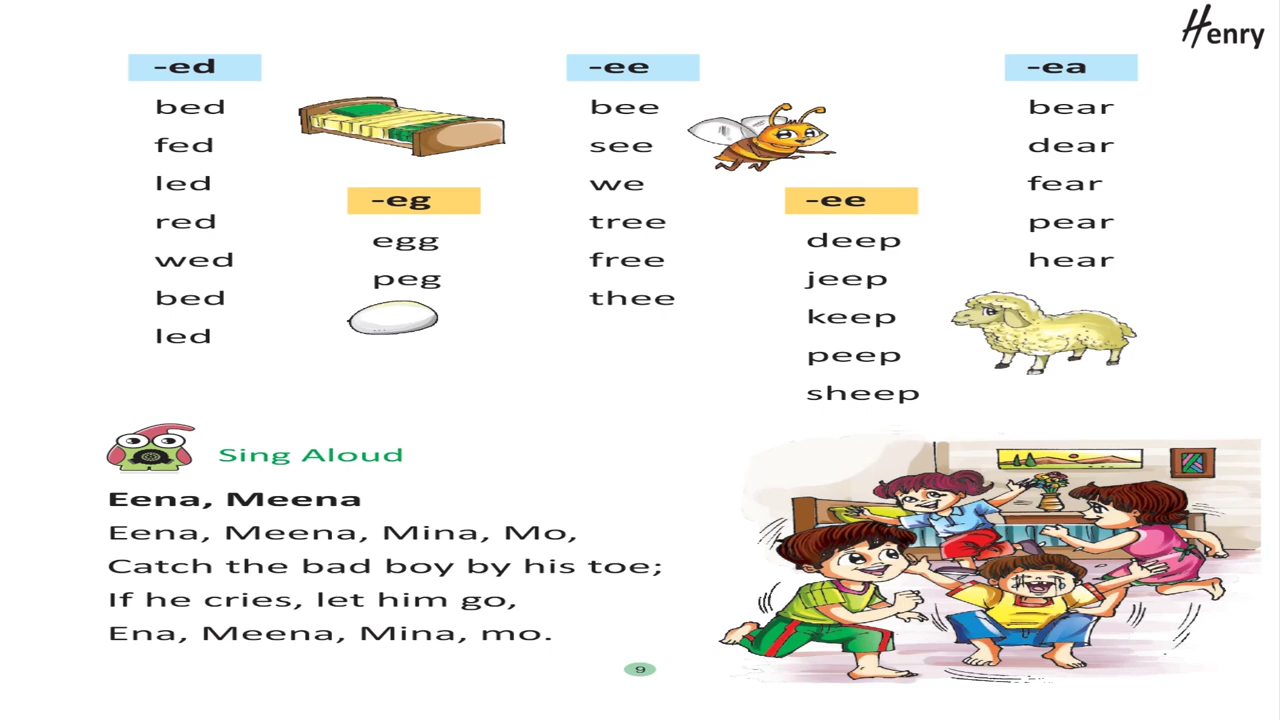 Henry
-ed
bed
fed
led
red
wed
bed
led
-eg
egg
peg
-ee
bee
see
we
tree
free
thee
-ee
deep
jeep
keep
peep
sheep
-ea
bear
dear
fear
pear
hear
Sing Aloud
Eena, Meena
Eena, Meena, Mina, Mo,
Catch the bad boy by his toe;
If he cries, let him go,
Ena, Meena, Mina, mo.
9